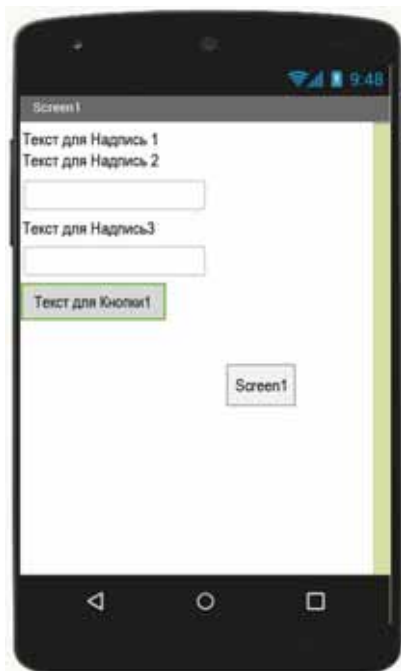 9:48
Screen1
Текст для Надпись 1
Текст для Надпись 2
Текст для Надпись3
Текст для Кнопки1
Screen1